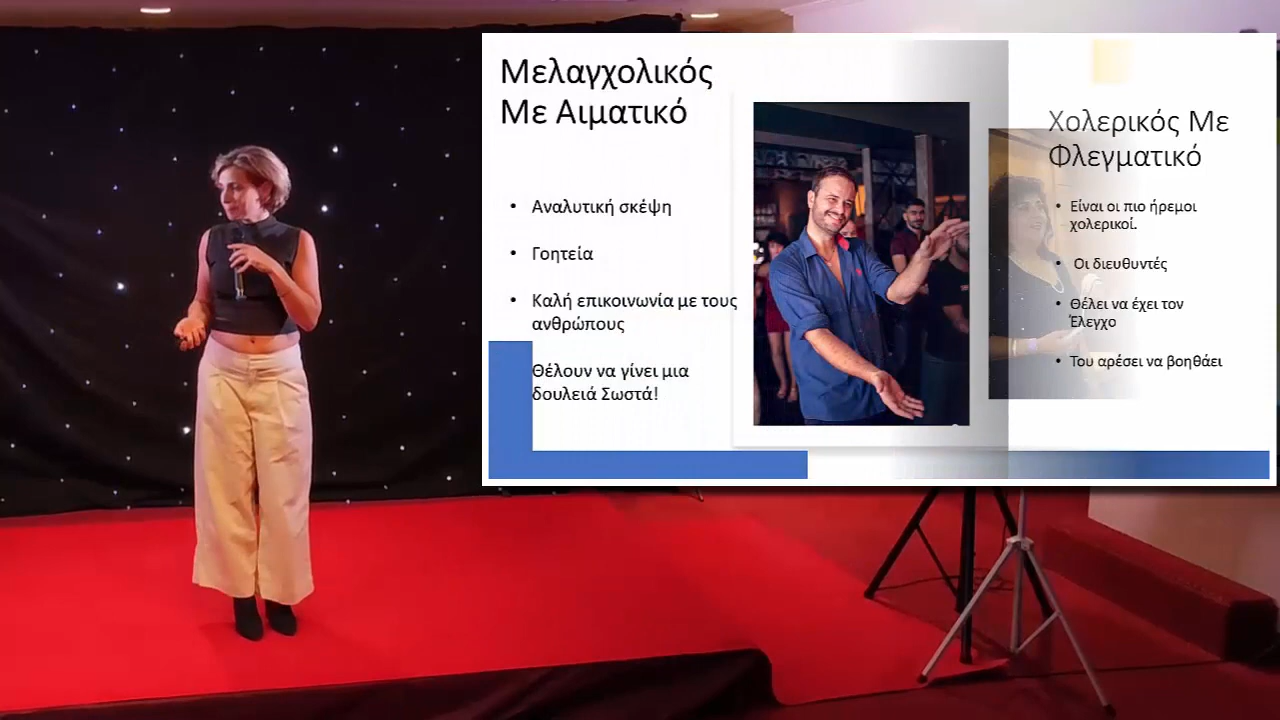 Μελαγχολικός
Με Αιματικό
• Αναλυτική σκέψη
• Γοητεία
• Καλή επικοινωνία με τους
ανθρώπους
Θέλουν να γίνει μια
δουλειά Σωστά!
Χολερικός Με
Φλεγματικό
• Είναι οι πιο ήρεμοι
χολερικοί.
• Οι διευθυντές
• Θέλει να έχει τον
Έλεγχο
• Του αρέσει να βοηθάει